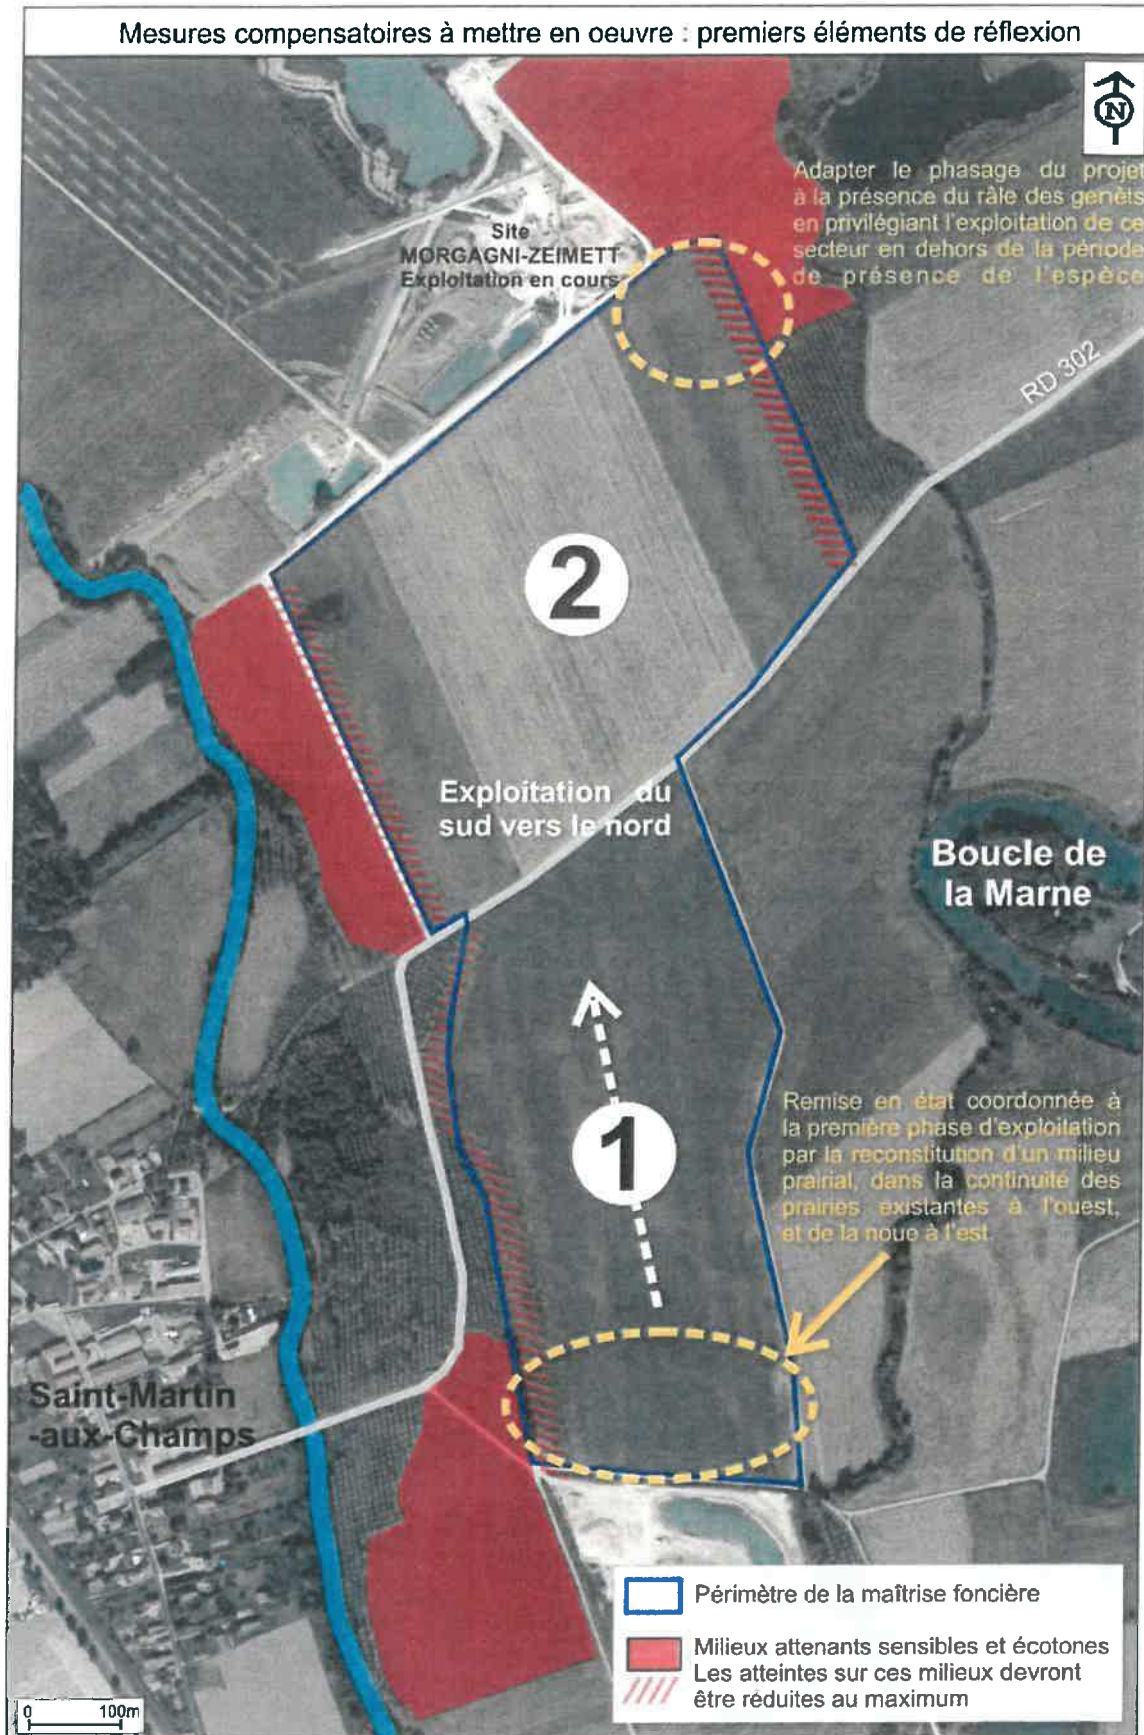 Mesures compensatoires à mettre en oeuvre : premiers éléments de réflexion
N
Adapter le phasage du projet
à la présence du râle des genêts
en privilégiant l'exploitation de ce
secteur en dehors de la période
de présence de l'espèce
Site
MORGAGNI-ZEIMETT
Exploitation en cours
RD 302
2
Exploitation du
sud vers le nord
Boucle de
la Marne
1
Remise en état coordonnée à
la première phase d'exploitation
par la reconstitution d'un milieu
prairial, dans la continuité des
prairies existantes à l'ouest,
et de la noue à l'est
Saint-Martin
-aux-Champs
Périmètre de la maîtrise foncière
Milieux attenants sensibles et écotones
Les atteintes sur ces milieux devront
être réduites au maximum
0 100m